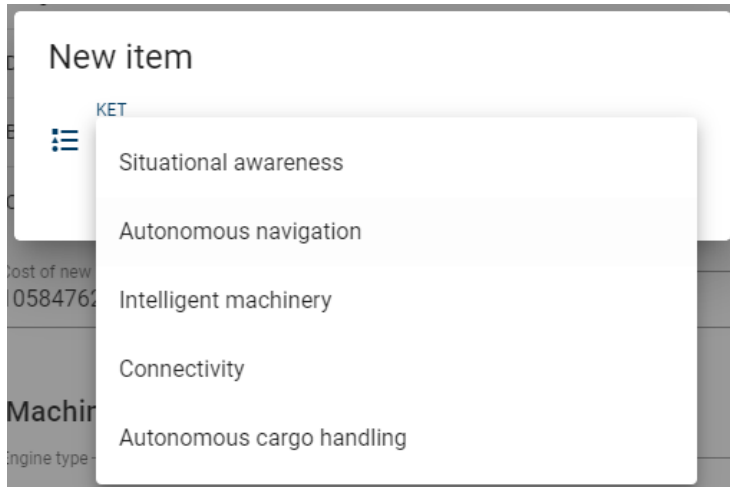 New item
KET
Situational awareness
Autonomous navigation
Intelligent machinery
Connectivity
Autonomous cargo handling
Cost of new
10584762
Machin
Engine type